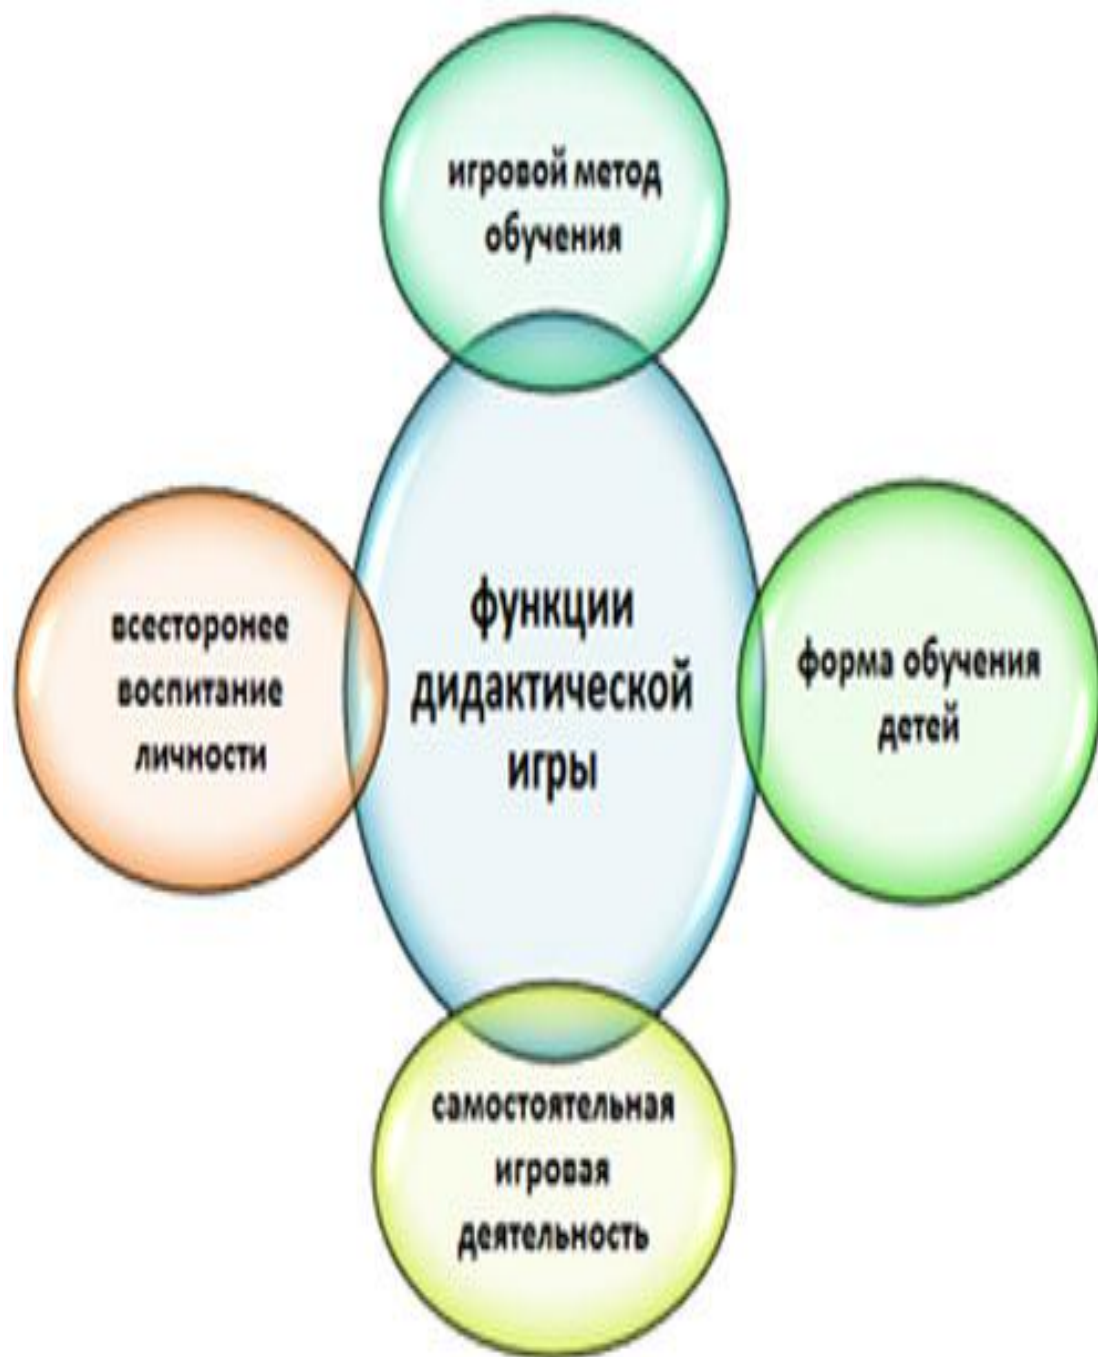 игровой метод
обучения
всесторонее
воспитание
личности
функции
дидактической
игры
форма обучения
детей
самостоятельная
игровая
деятельность